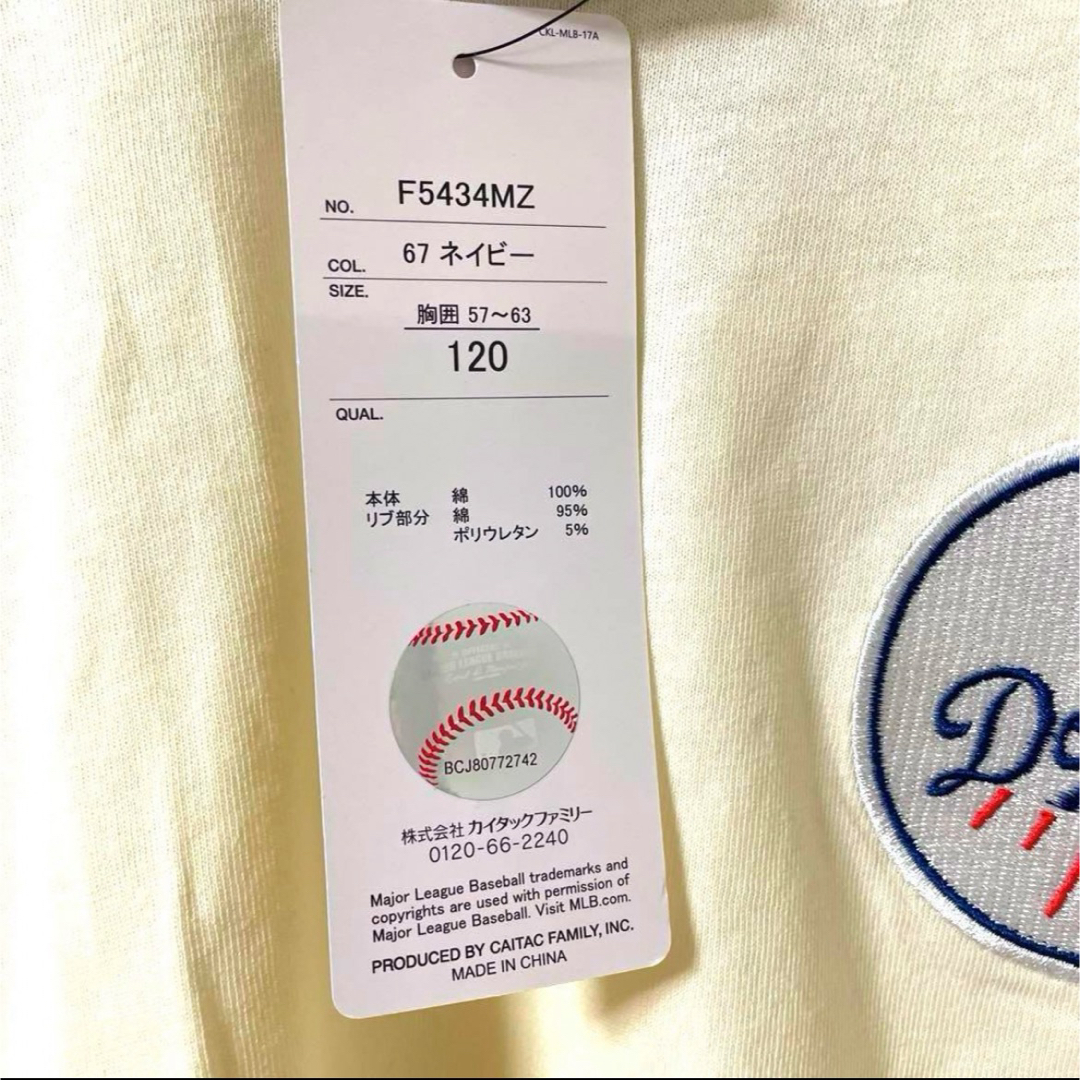 CKL-MLB-17A
NO. F5434MZ
COL. 67 ネイビー
SIZE.
胸囲 57〜63
120
QUAL.
本体 綿 100%
リブ部分 綿 95%
ポリウレタン 5%
BCJ80772742
株式会社 カイタックファミリー
0120-66-2240
Major League Baseball trademarks and
copyrights are used with permission of
Major League Baseball. Visit MLB.com.
PRODUCED BY CAITAC FAMILY, INC.
MADE IN CHINA